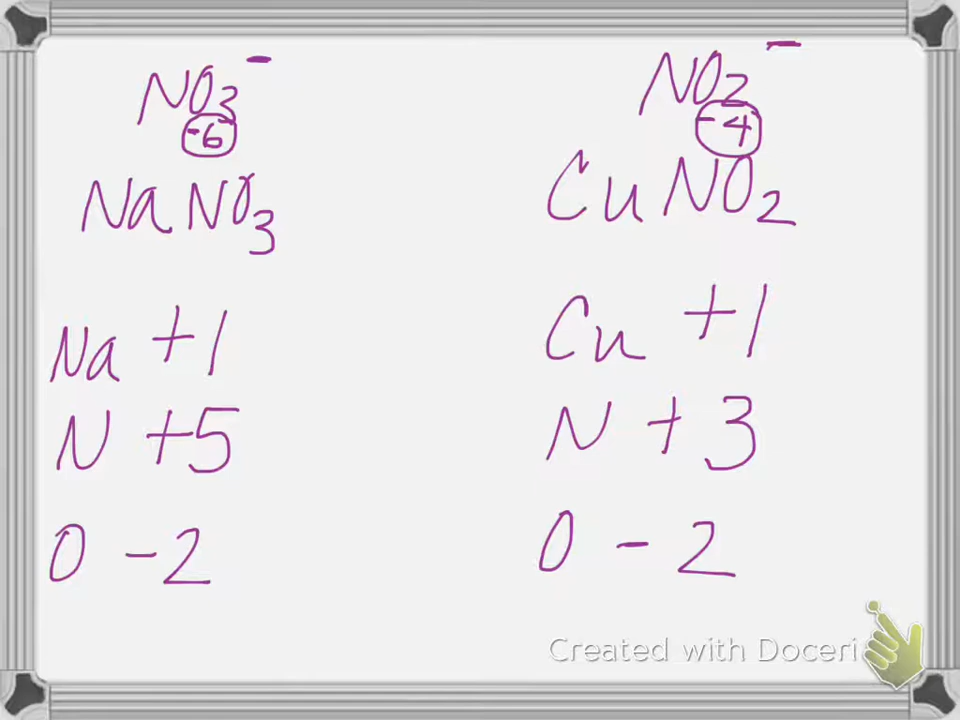 NO3 -
-6
NaNO3
Na +1
N +5
O -2
NO2 -
-4
CuNO2
Cu +1
N +3
O -2
Created with Doceri